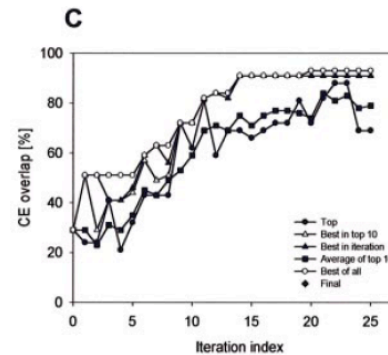 C
CE overlap [%]
100
80
60
40
20
0
Top
Best in top 10
Best in iteration
Average of top 1
Best of all
Final
0 5 10 15 20 25
Iteration index